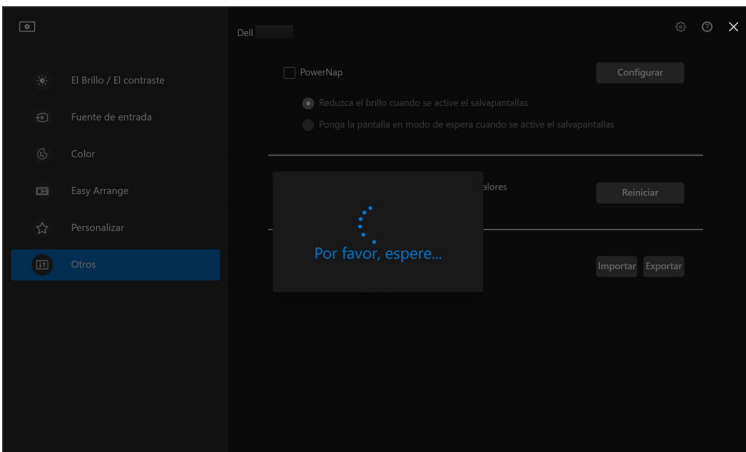 Dell
El Brillo / El contraste
Fuente de entrada
Color
Easy Arrange
Personalizar
Otros
PowerNap
Configurar
Reduzca el brillo cuando se active el salvapantallas
Ponga la pantalla en modo de espera cuando se active el salvapantallas
alores
Reiniciar
Por favor, espere...
Importar Exportar